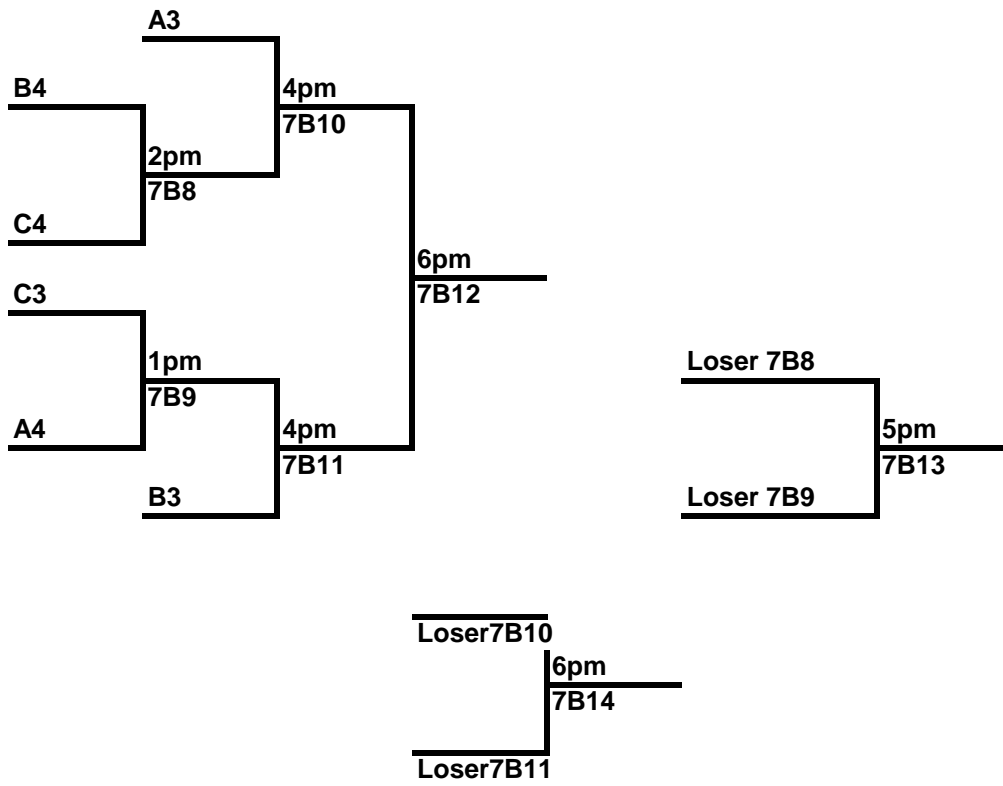 A3
B4
4pm
7B10
2pm
7B8
C4
6pm
7B12
C3
1pm
7B9
Loser 7B8
A4
4pm
7B11
5pm
7B13
B3
Loser 7B9
Loser7B10
6pm
7B14
Loser7B11